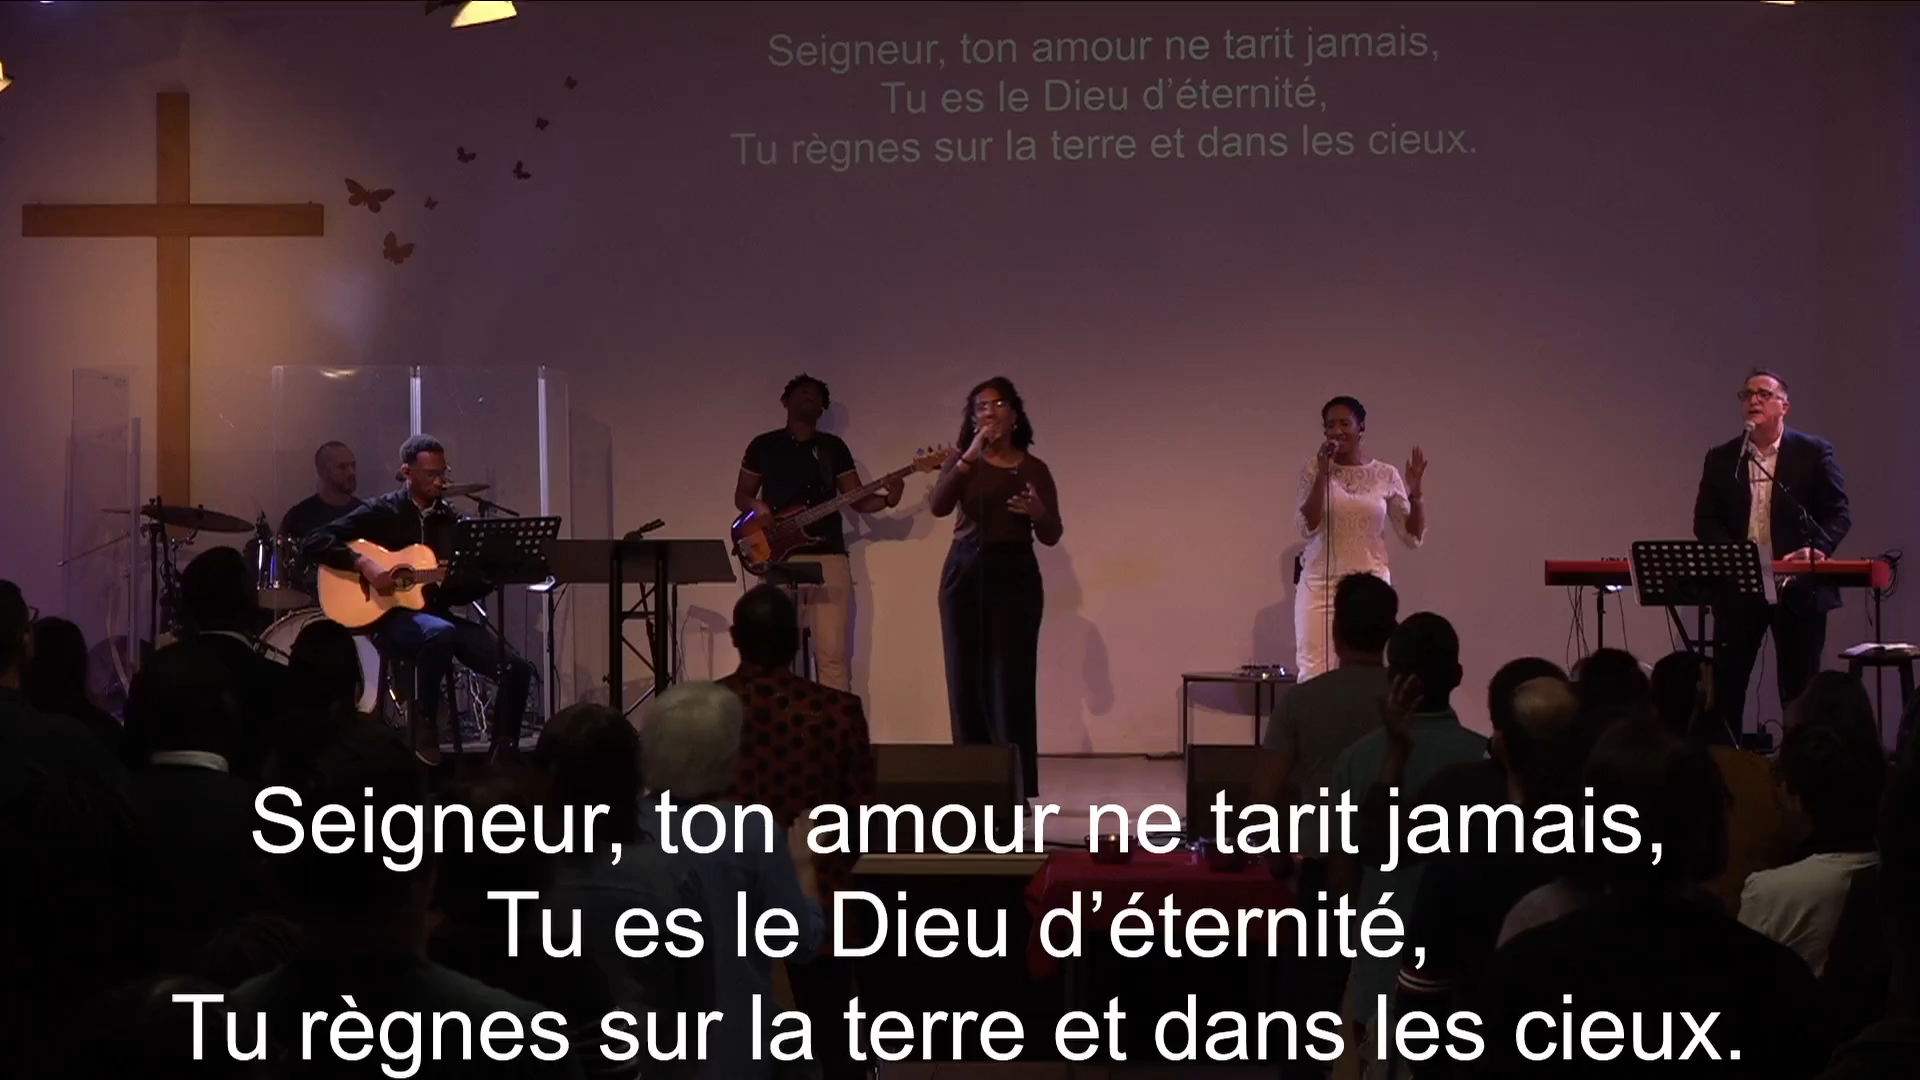 Seigneur, ton amour ne tarit jamais,
Tu es le Dieu d’éternité,
Tu règnes sur la terre et dans les cieux.
Seigneur, ton amour ne tarit jamais,
Tu es le Dieu d’éternité,
Tu règnes sur la terre et dans les cieux.